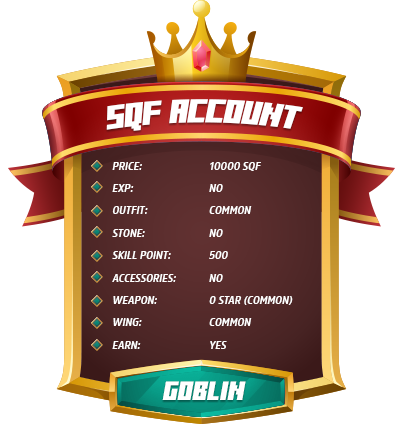 SQF ACCOUNT
PRICE: 10000 SQF
EXP: NO
OUTFIT: COMMON
STONE: NO
SKILL POINT: 500
ACCESSORIES: NO
WEAPON: 0 STAR (COMMON)
WING: COMMON
EARN: YES
GOBLIN